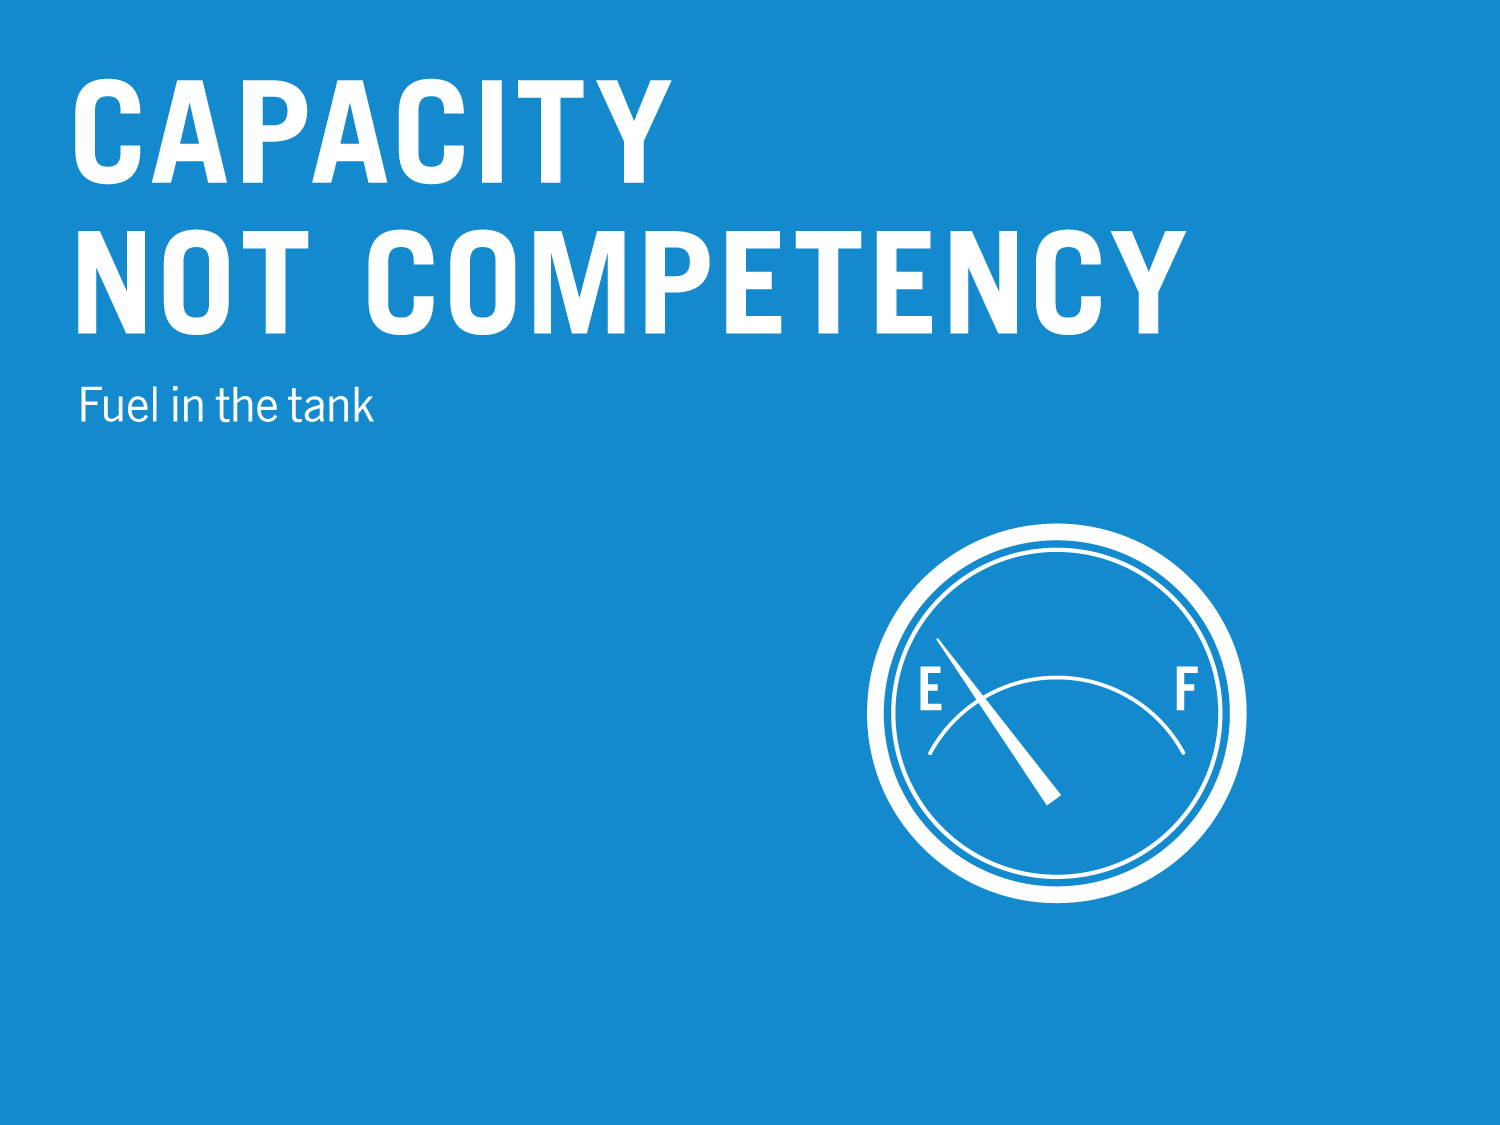 CAPACITY
NOT COMPETENCY
Fuel in the tank
E F